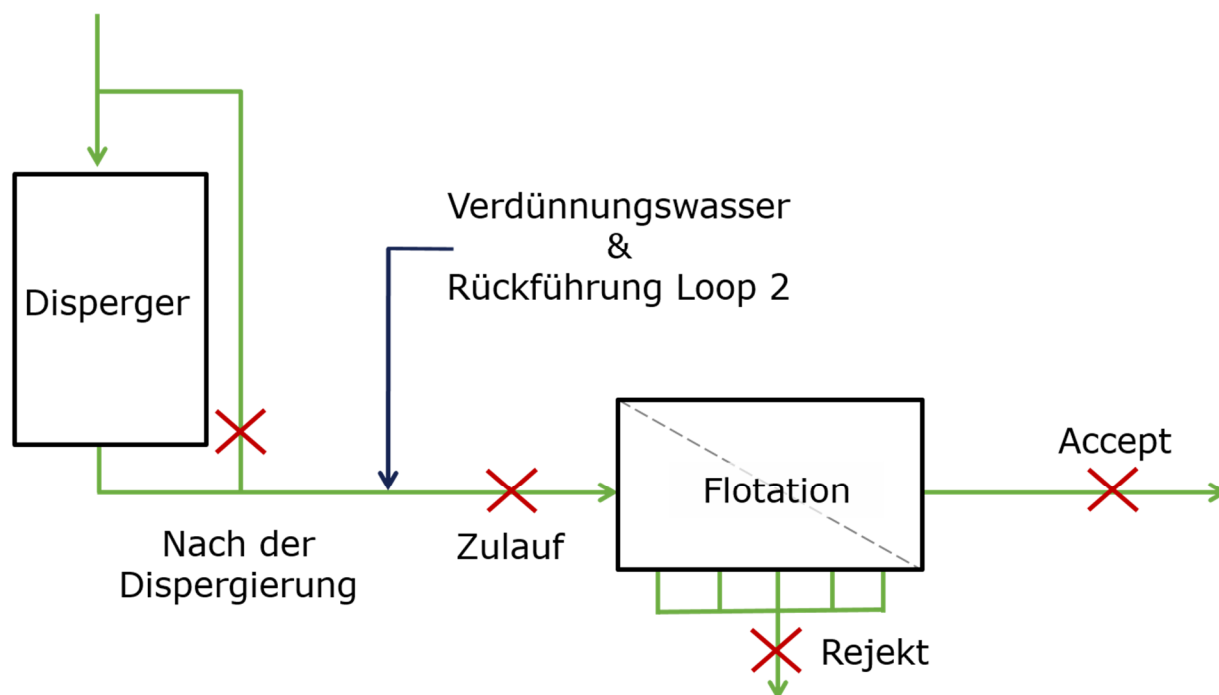 Verdünnungswasser
&
Rückführung Loop 2
Disperger
Accept
Flotation
Zulauf
Nach der
Dispergierung
Rejekt